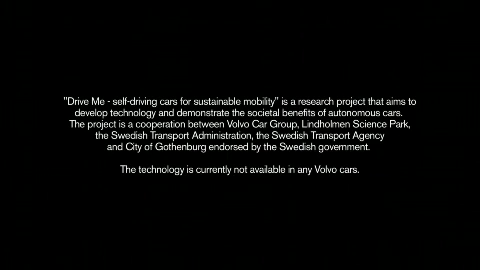 "Drive Me - self-driving cars for sustainable mobility" is a research project that aims to
develop technology and demonstrate the societal benefits of autonomous cars.
The project is a cooperation between Volvo Car Group, Lindholmen Science Park,
the Swedish Transport Administration, the Swedish Transport Agency
and City of Gothenburg endorsed by the Swedish government.
The technology is currently not available in any Volvo cars.